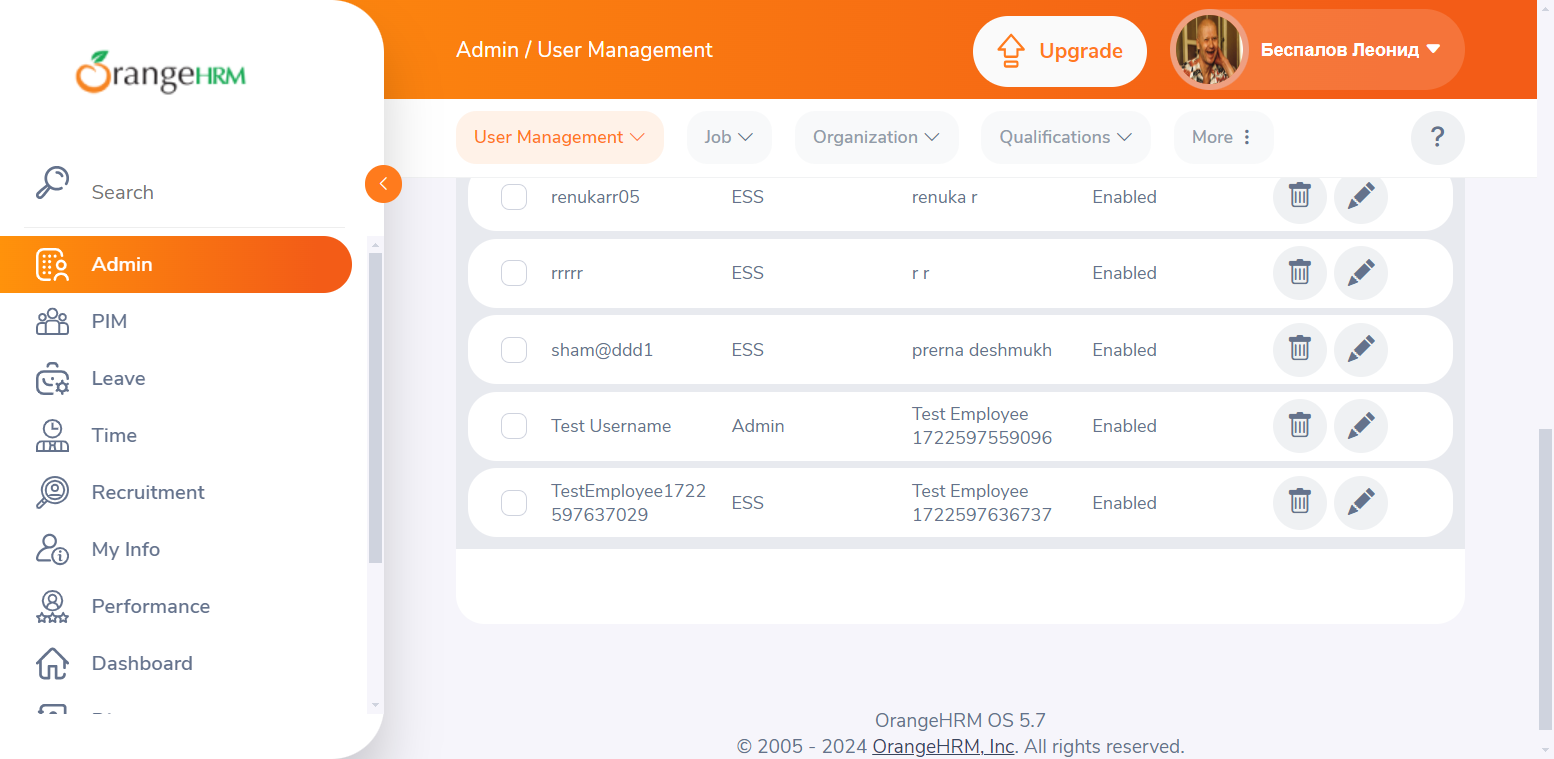 OrangeHRM
Admin / User Management
Upgrade
Беспалов Леонид
User Management
Job
Organization
Qualifications
More
?
Search
Admin
PIM
Leave
Time
Recruitment
My Info
Performance
Dashboard
renukarr05 ESS renuka r Enabled
rrrrr ESS r r Enabled
sham@ddd1 ESS prerna deshmukh Enabled
Test Username Admin Test Employee Enabled
1722597559096
TestEmployee1722 ESS Test Employee Enabled
597637029 1722597636737
OrangeHRM OS 5.7
© 2005 - 2024 OrangeHRM, Inc. All rights reserved.